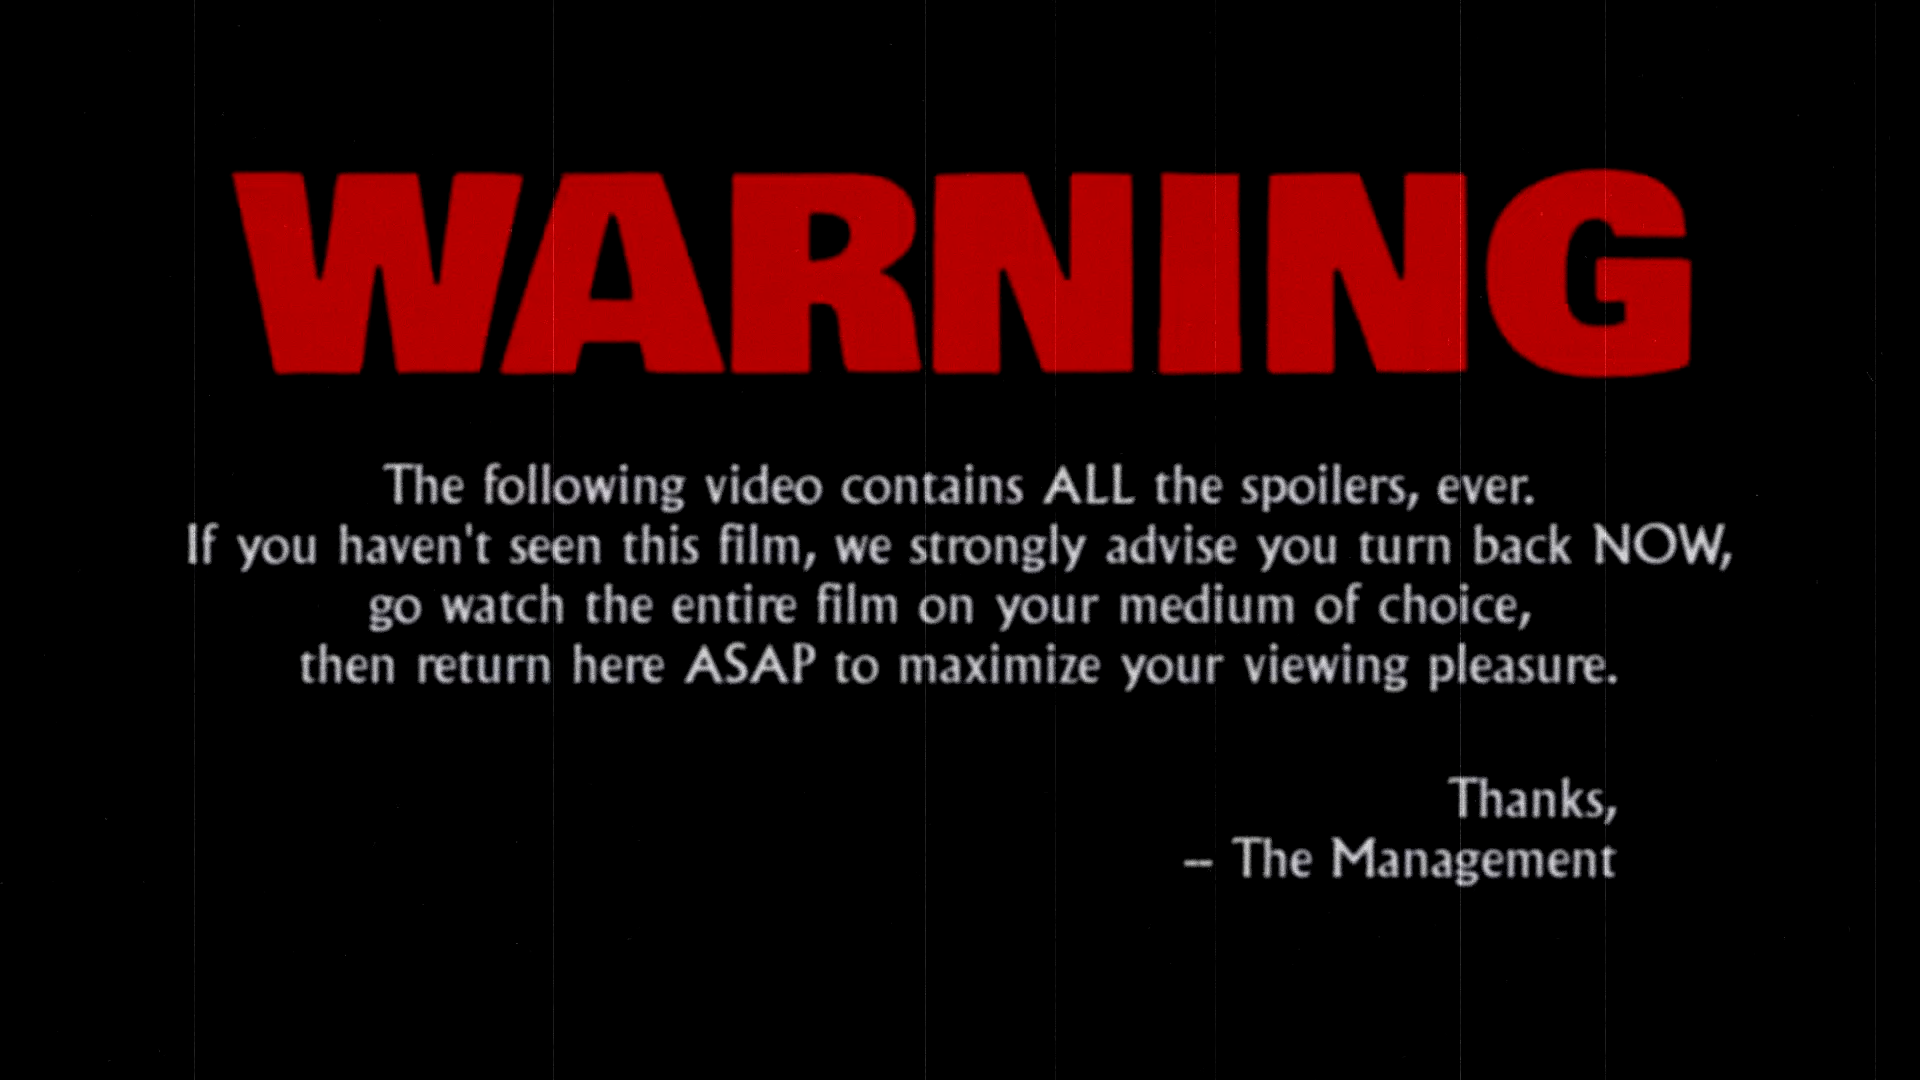 WARNING
The following video contains ALL the spoilers, ever.
If you haven't seen this film, we strongly advise you turn back NOW,
go watch the entire film on your medium of choice,
then return here ASAP to maximize your viewing pleasure.
Thanks,
-- The Management